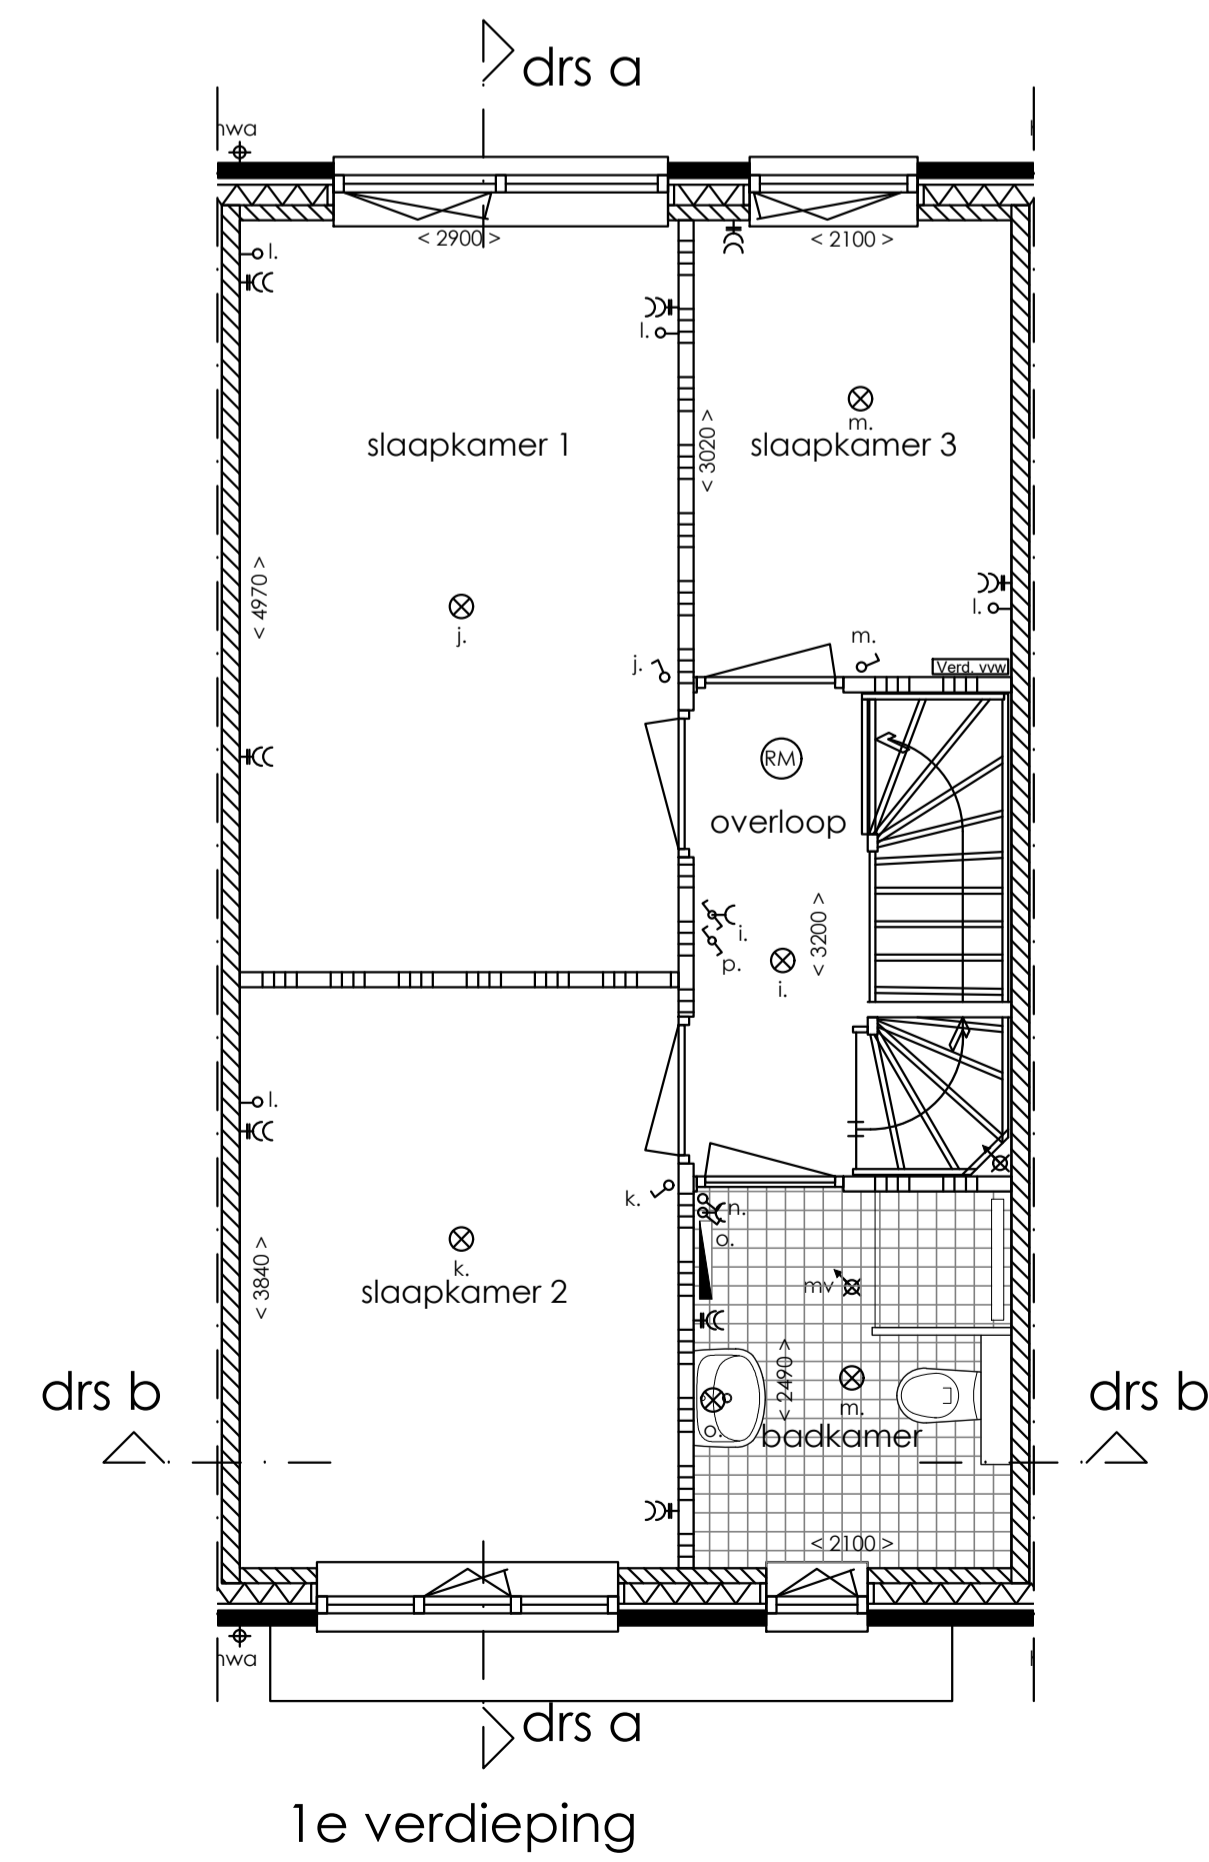 drs a
hwa
< 2900 >
< 2100 >
l.
l.
slaapkamer 1
< 3020 >
m.
slaapkamer 3
< 4970 >
j.
l.
j.
m.
Verd. vvw
RM
overloop
i.
p.
i.
< 3200 >
l.
k.
n.
o.
k.
slaapkamer 2
< 3840 >
mv
< 2490 >
m.
o.
badkamer
drs b
drs b
< 2100 >
hwa
drs a
1e verdieping